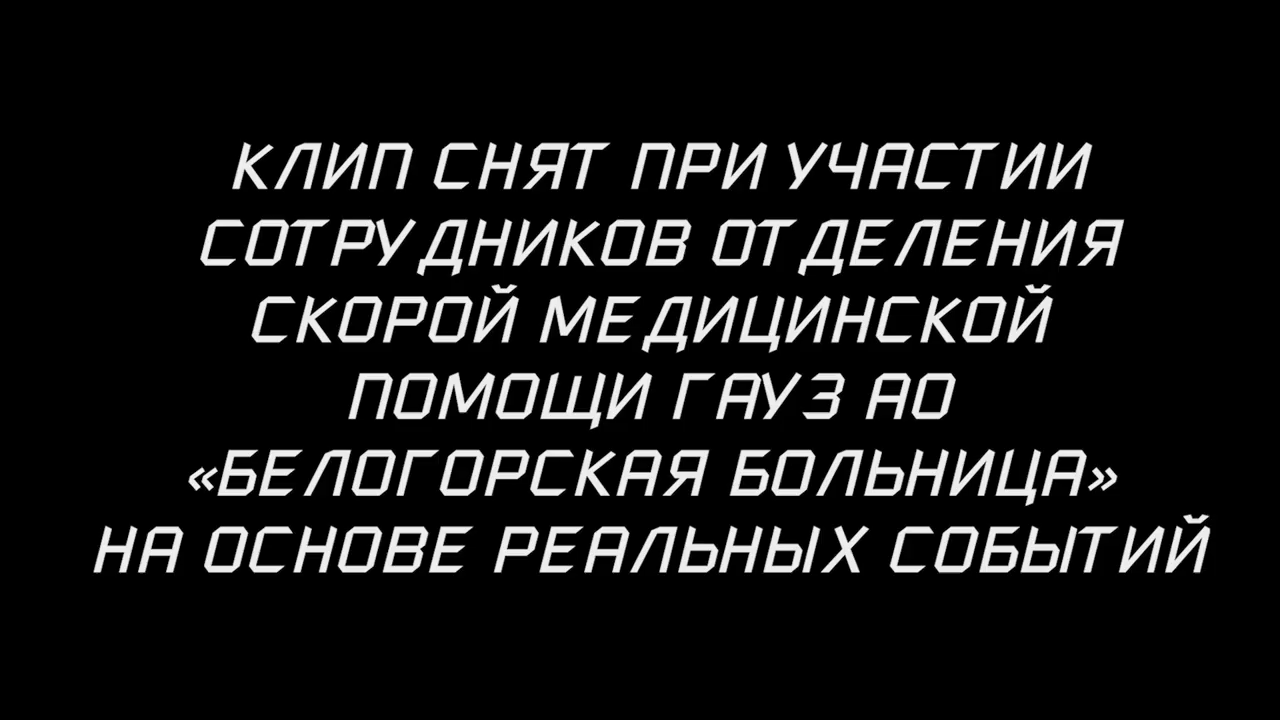 КЛИП СНЯТ ПРИ УЧАСТИИ
СОТРУДНИКОВ ОТДЕЛЕНИЯ
СКОРОЙ МЕДИЦИНСКОЙ
ПОМОЩИ ГАУЗ АО
«БЕЛОГОРСКАЯ БОЛЬНИЦА»
НА ОСНОВЕ РЕАЛЬНЫХ СОБЫТИЙ